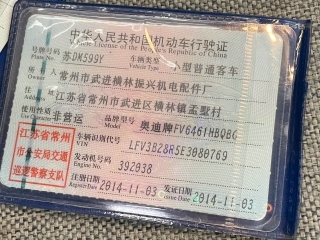 中华人民共和国机动车行驶证
Vehicle License of the People's Republic of China
号牌号码 苏DM599Y 车辆类型 小型普通客车
Plate No. Vehicle Type
所有人 常州市武进横林振兴机电配件厂
Owner
住址 江苏省常州市武进区横林镇孟墅村
Address
使用性质 非营运 品牌型号 奥迪牌FV6461HBQBG
Use Character Model
江苏省常州市公安局交通巡逻警察支队
车辆识别代号 LFV3B28R5E3080769
VIN
发动机号码 392038
Engine No.
注册日期 2014-11-03 发证日期 2014-11-03
Register Date Issue Date